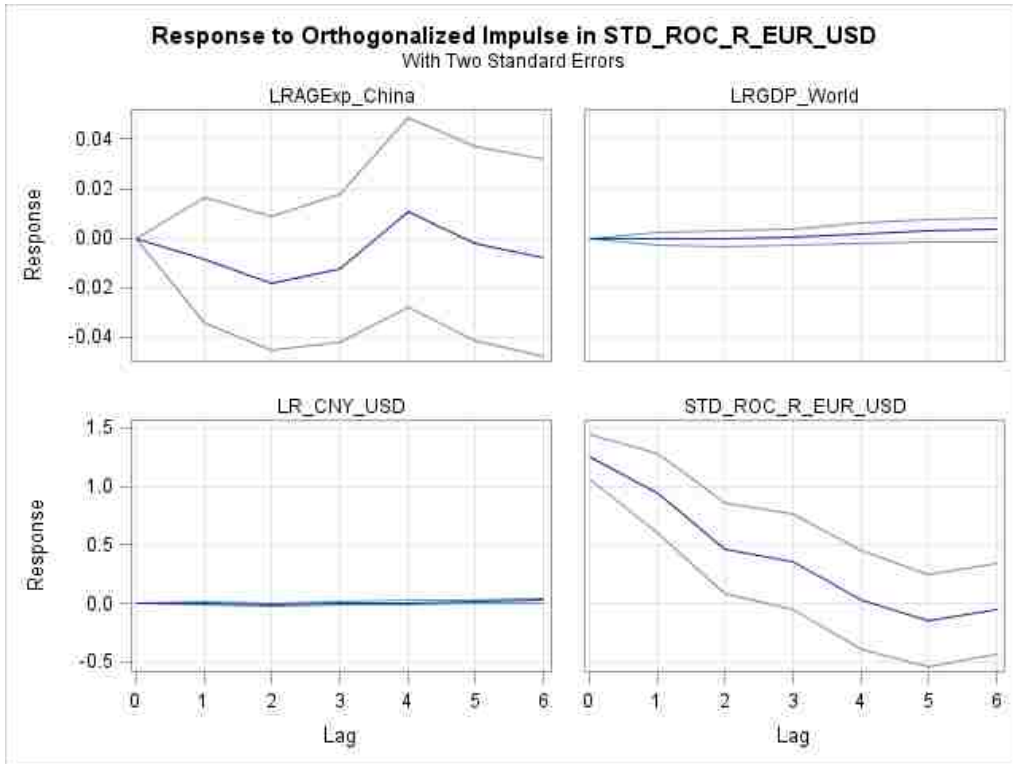 Response to Orthogonalized Impulse in STD_ROC_R_EUR_USD
With Two Standard Errors
LRAGExp_China LRGDP_World
0.04
0.02
0.00
-0.02
-0.04
Response
LR_CNY_USD STD_ROC_R_EUR_USD
1.5
1.0
0.5
0.0
-0.5
Response
0 1 2 3 4 5 6 0 1 2 3 4 5 6
Lag Lag